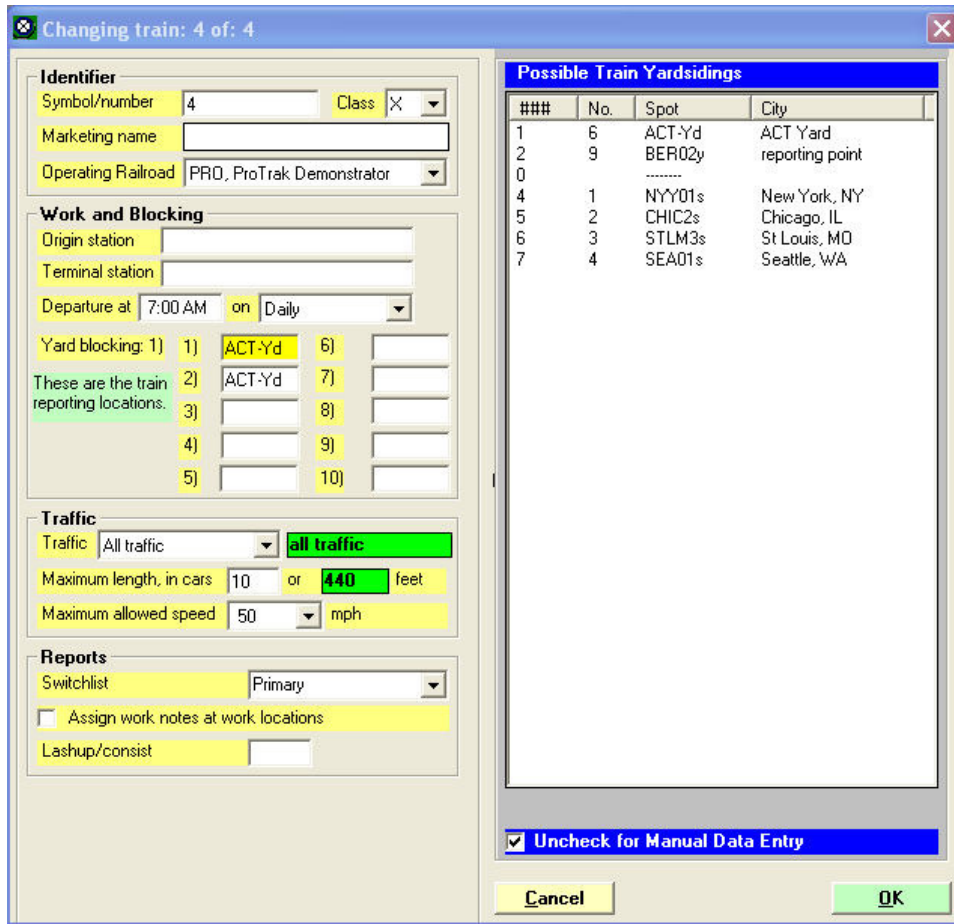 Changing train: 4 of: 4
Identifier
Symbol/number 4 Class X
Marketing name
Operating Railroad PRO, ProTrak Demonstrator
Work and Blocking
Origin station
Terminal station
Departure at 7:00 AM on Daily
Yard blocking: 1) 1) ACT-Yd 6)
These are the train reporting locations.
2) ACT-Yd 7)
3) 8)
4) 9)
5) 10)
Traffic
Traffic All traffic all traffic
Maximum length, in cars 10 or 440 feet
Maximum allowed speed 50 mph
Reports
Switchlist Primary
Assign work notes at work locations
Lashup/consist
Possible Train Yardsidings
### No. Spot City
1 6 ACT-Yd ACT Yard
2 9 BER02y reporting point
0 --------
4 1 NYY01s New York, NY
5 2 CHIC2s Chicago, IL
6 3 STLM3s St Louis, MO
7 4 SEA01s Seattle, WA
Uncheck for Manual Data Entry
Cancel OK